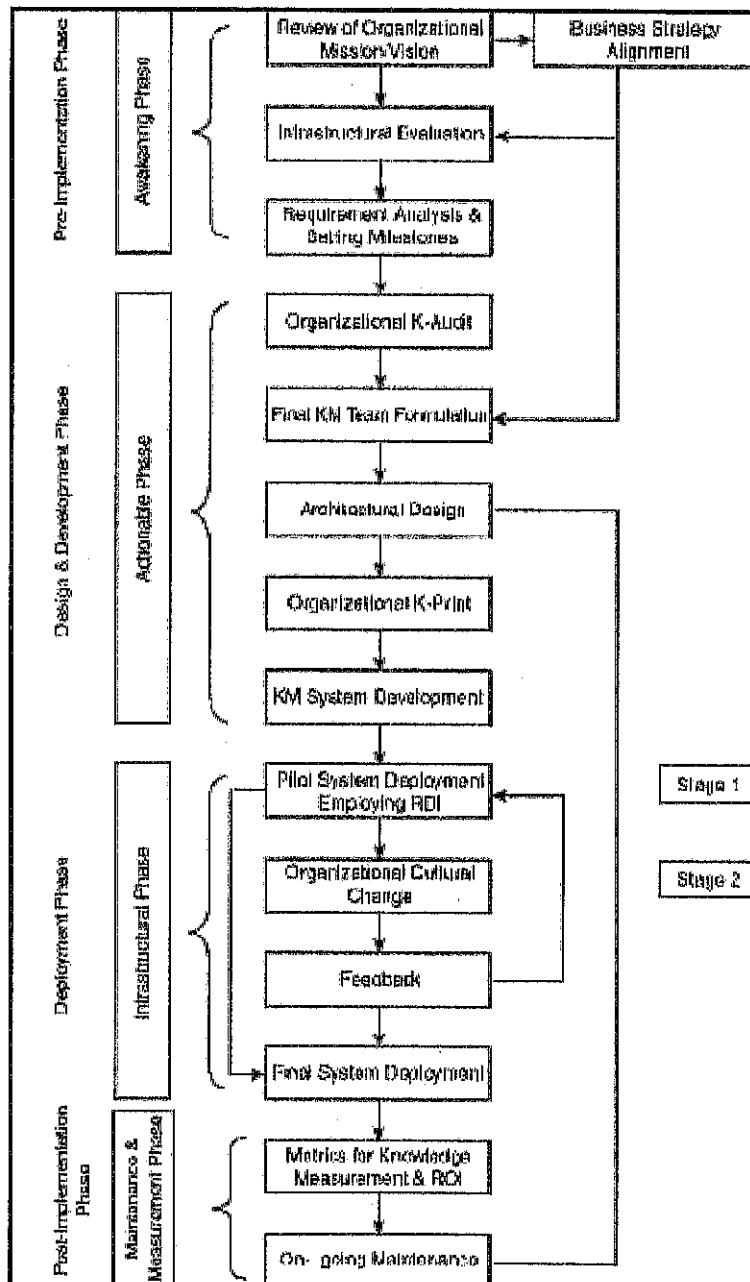 Review of Organizational
Mission/Vision
Business Strategy
Alignment
Pre-Implementation Phase
Awakening Phase
Infrastructural Evaluation
Requirement Analysis &
Setting Milestones
Design & Development Phase
Actionable Phase
Organizational K-Audit
Final KM Team Formulation
Architectural Design
Organizational K-Print
KM System Development
Deployment Phase
Infrastructural Phase
Pilot System Deployment
Employing RDI
Stage 1
Organizational Cultural
Change
Stage 2
Feedback
Final System Deployment
Post-Implementation
Phase
Maintenance &
Measurement Phase
Metrics for Knowledge
Measurement & ROI
On- going Maintenance